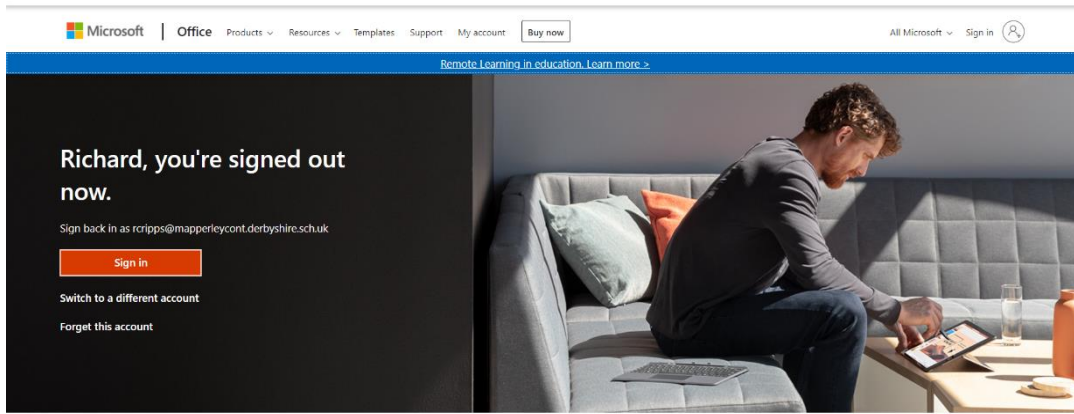 Microsoft | Office Products Resources Templates Support My account Buy now All Microsoft Sign in
Remote Learning in education. Learn more >
Richard, you're signed out
now.
Sign back in as rcripps@mapperleycont.derbyshire.sch.uk
Sign in
Switch to a different account
Forget this account